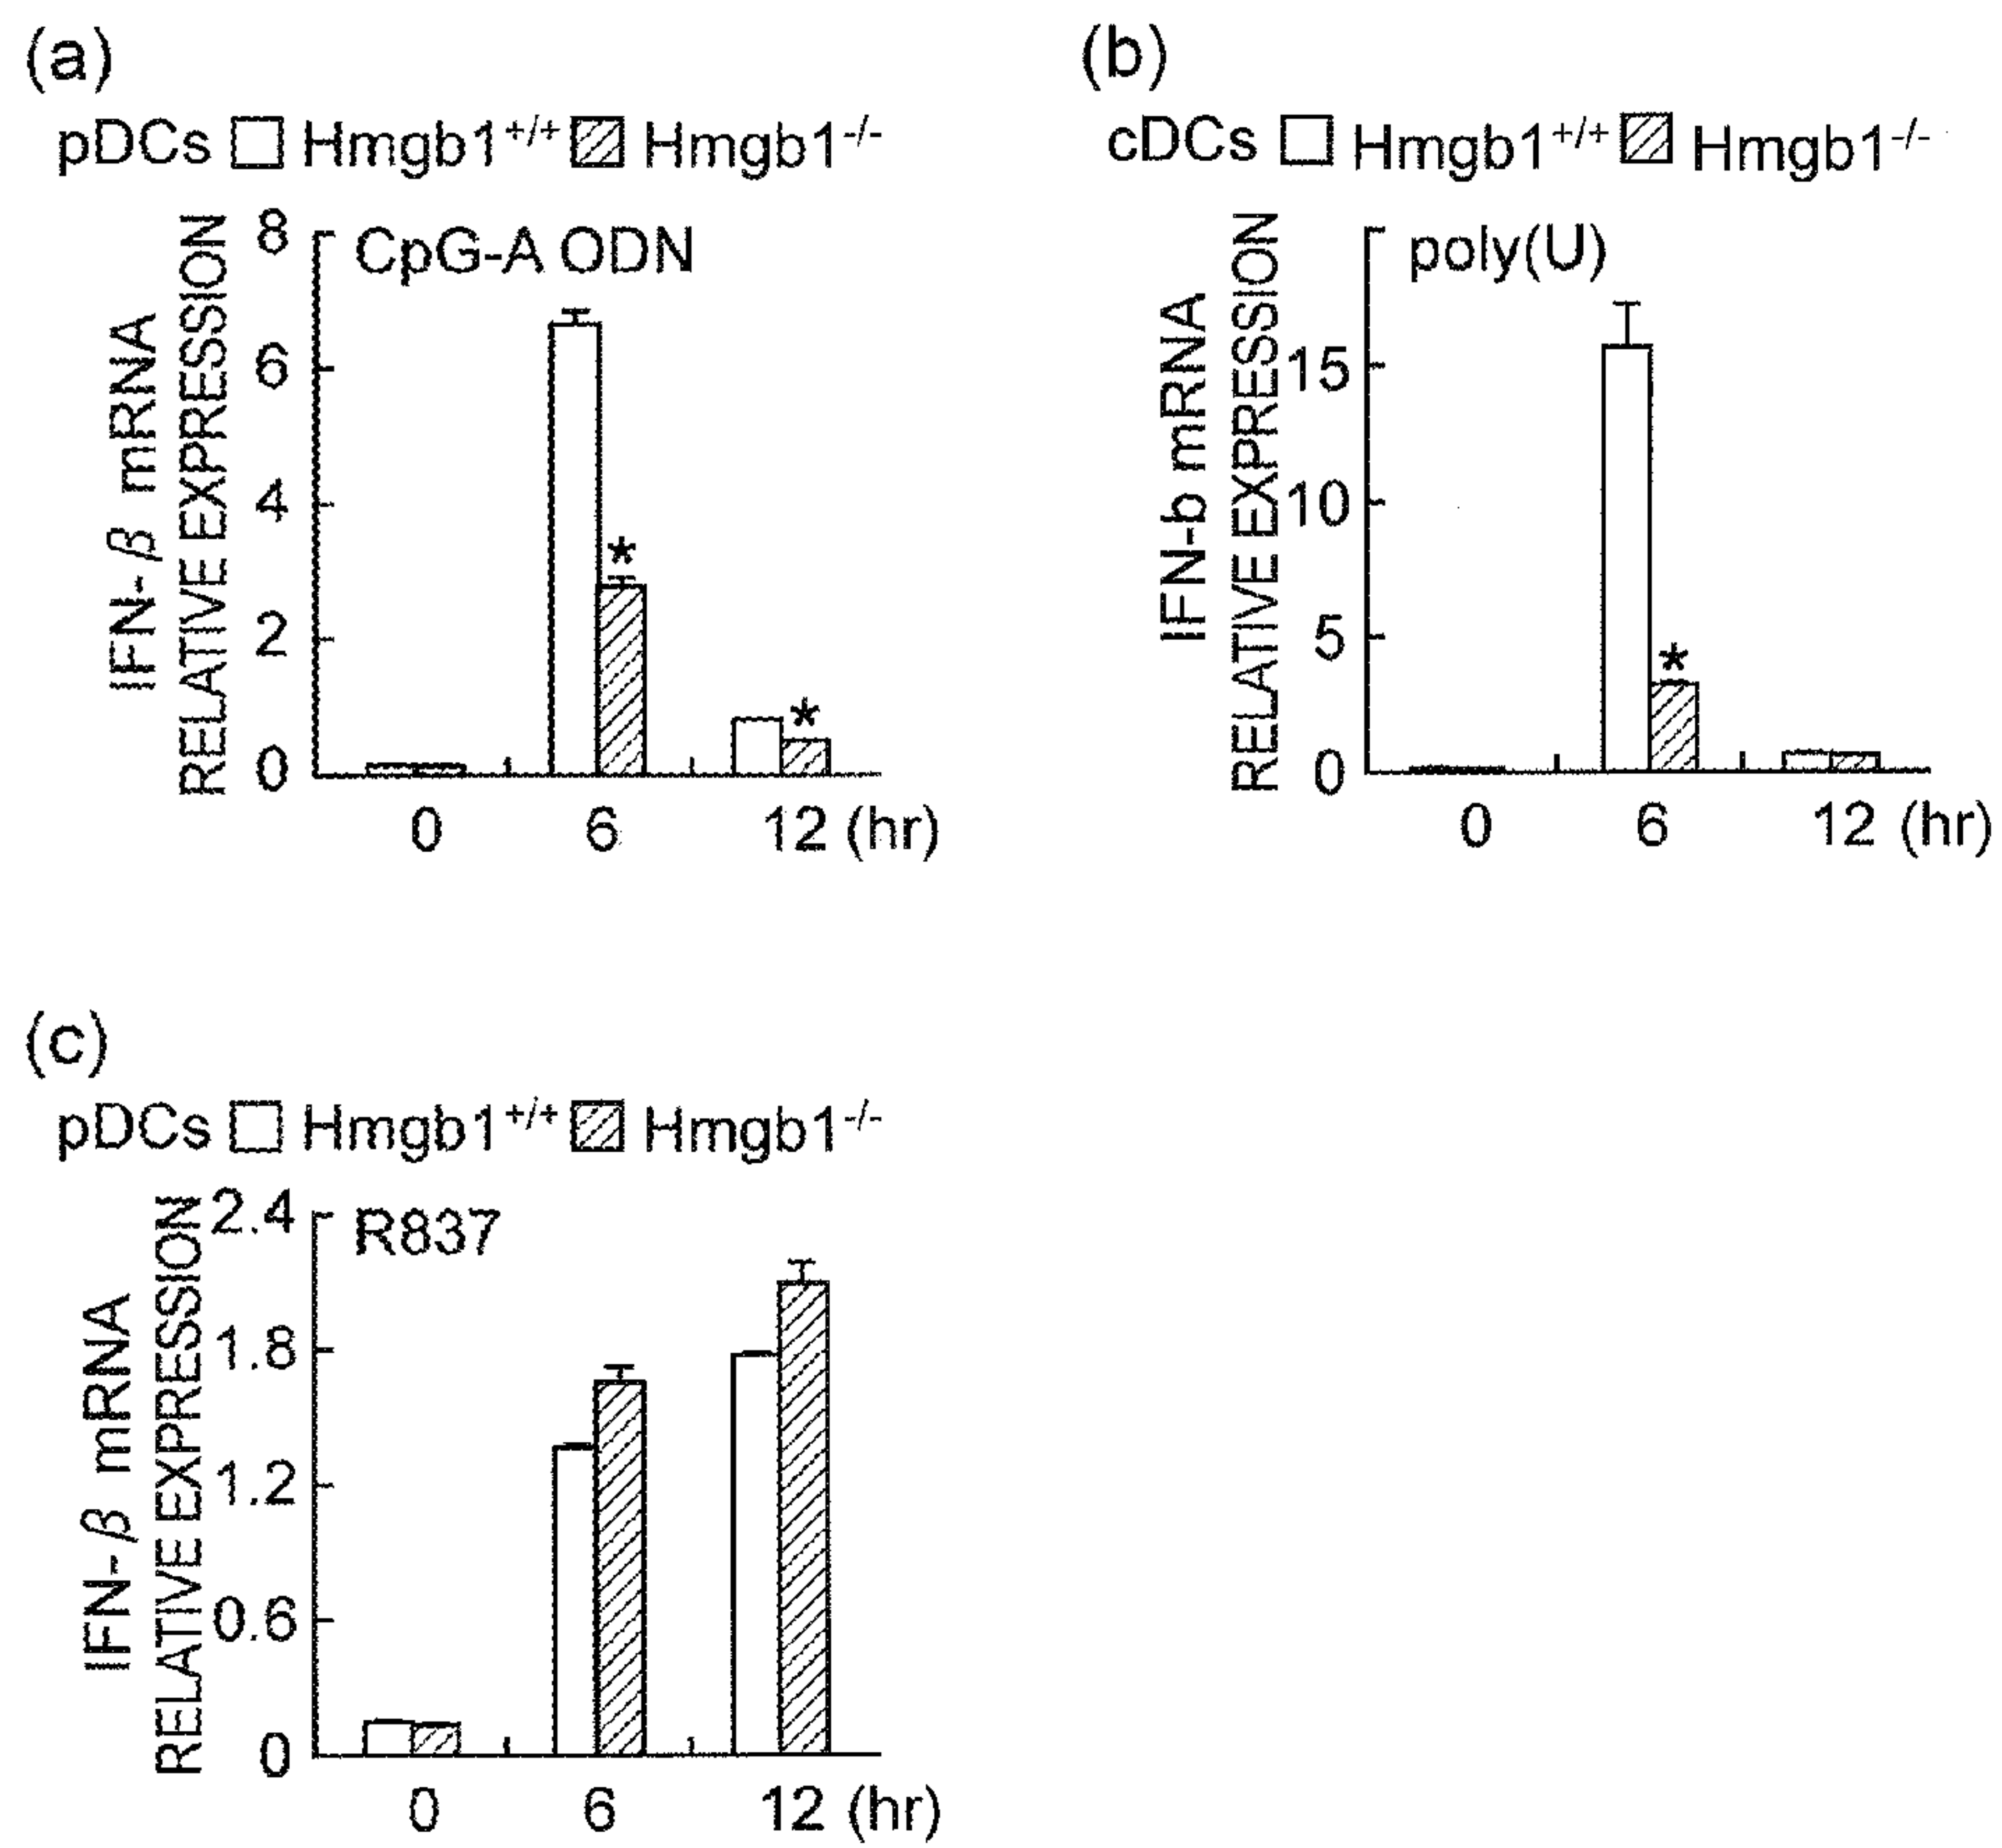 (a)
pDCs Hmgb1+/+ Hmgb1-/-
CpG-A ODN
IFN-β mRNA
RELATIVE EXPRESSION
8
6
4
2
0
*
*
0 6 12 (hr)
(b)
cDCs Hmgb1+/+ Hmgb1-/-
poly(U)
IFN-b mRNA
RELATIVE EXPRESSION
15
10
5
0
*
0 6 12 (hr)
(c)
pDCs Hmgb1+/+ Hmgb1-/-
R837
IFN-β mRNA
RELATIVE EXPRESSION
2.4
1.8
1.2
0.6
0
0 6 12 (hr)